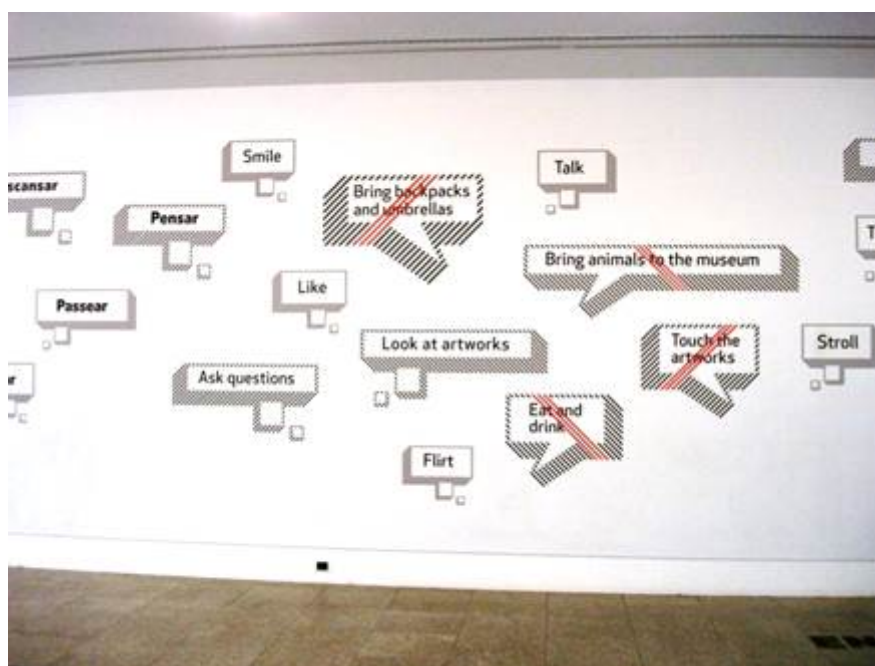 Smile
Talk
scansar
Bring backpacks
and umbrellas
Pensar
Bring animals to the museum
Like
Passear
Look at artworks
Touch the
artworks
Stroll
Ask questions
Eat and
drink
Flirt